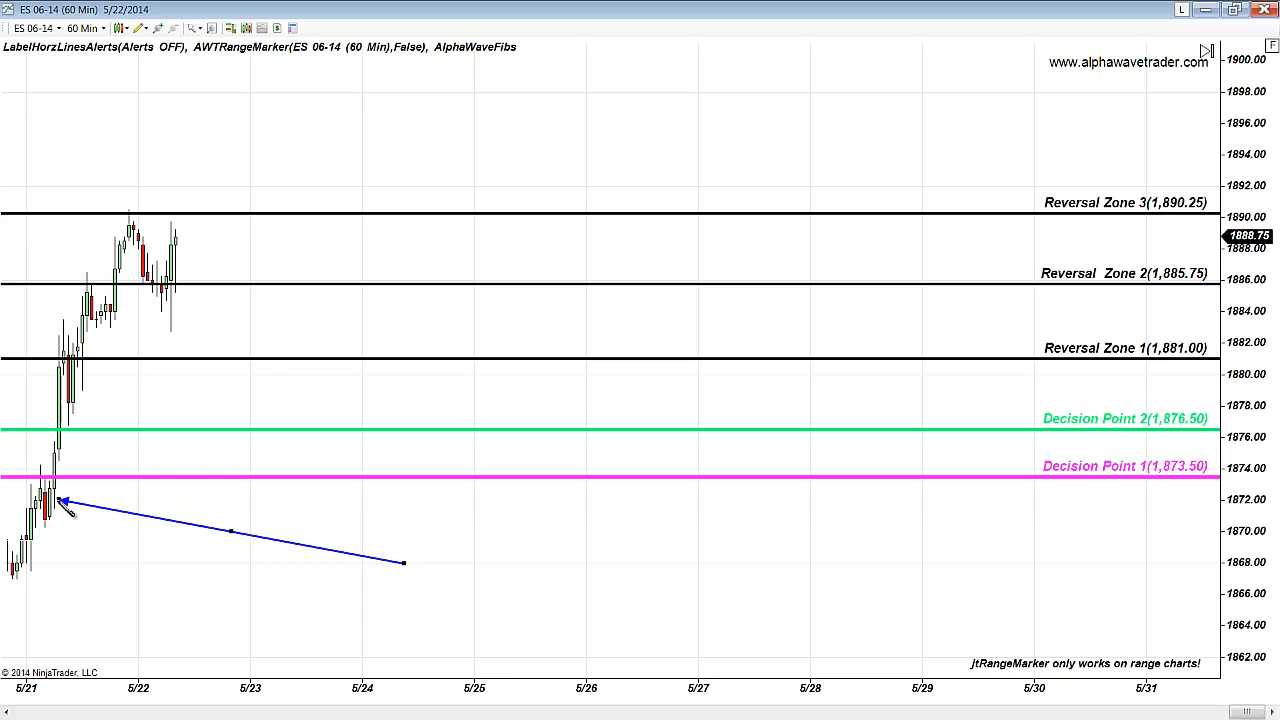 ES 06-14 (60 Min)  5/22/2014
L
ES 06-14 60 Min
LabelHorzLinesAlerts(Alerts OFF), AWTRangeMarker(ES 06-14 (60 Min),False), AlphaWaveFibs
F
www.alphawavetrader.com
1900.00
1898.00
1896.00
1894.00
1892.00
Reversal Zone 3(1,890.25)
1890.00
1888.75
1888.00
Reversal  Zone 2(1,885.75)
1886.00
1884.00
1882.00
Reversal Zone 1(1,881.00)
1880.00
1878.00
Decision Point 2(1,876.50)
1876.00
Decision Point 1(1,873.50)
1874.00
1872.00
1870.00
1868.00
1866.00
1864.00
1862.00
jtRangeMarker only works on range charts!
© 2014 NinjaTrader, LLC
5/21 5/22 5/23 5/24 5/25 5/26 5/27 5/28 5/29 5/30 5/31